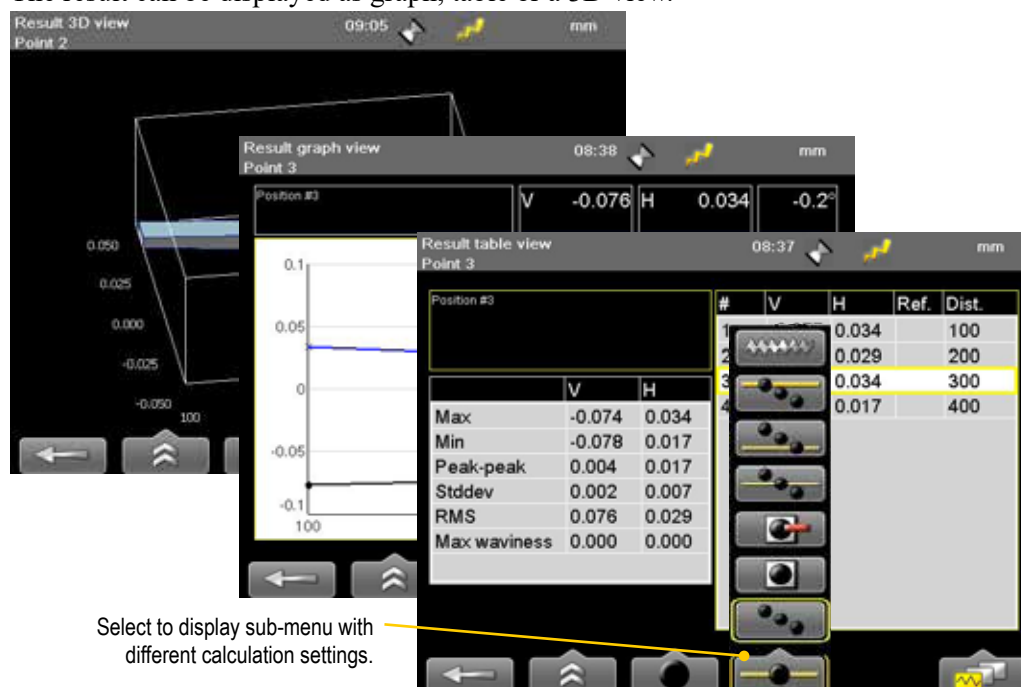 The result can be displayed as graph, table or a 3D view.
Result 3D view
Point 2
09:05
mm
0.050
0.025
0.000
-0.025
-0.050
100
Result graph view
Point 3
08:38
mm
Position #3
V -0.076 H 0.034 -0.2°
0.1
0.05
0
-0.05
-0.1
100
Result table view
Point 3
08:37
mm
Position #3
V H
Max -0.074 0.034
Min -0.078 0.017
Peak-peak 0.004 0.017
Stddev 0.002 0.007
RMS 0.076 0.029
Max waviness 0.000 0.000
# V H Ref. Dist.
1 0.034 100
2 0.029 200
3 0.034 300
4 0.017 400
Select to display sub-menu with
different calculation settings.